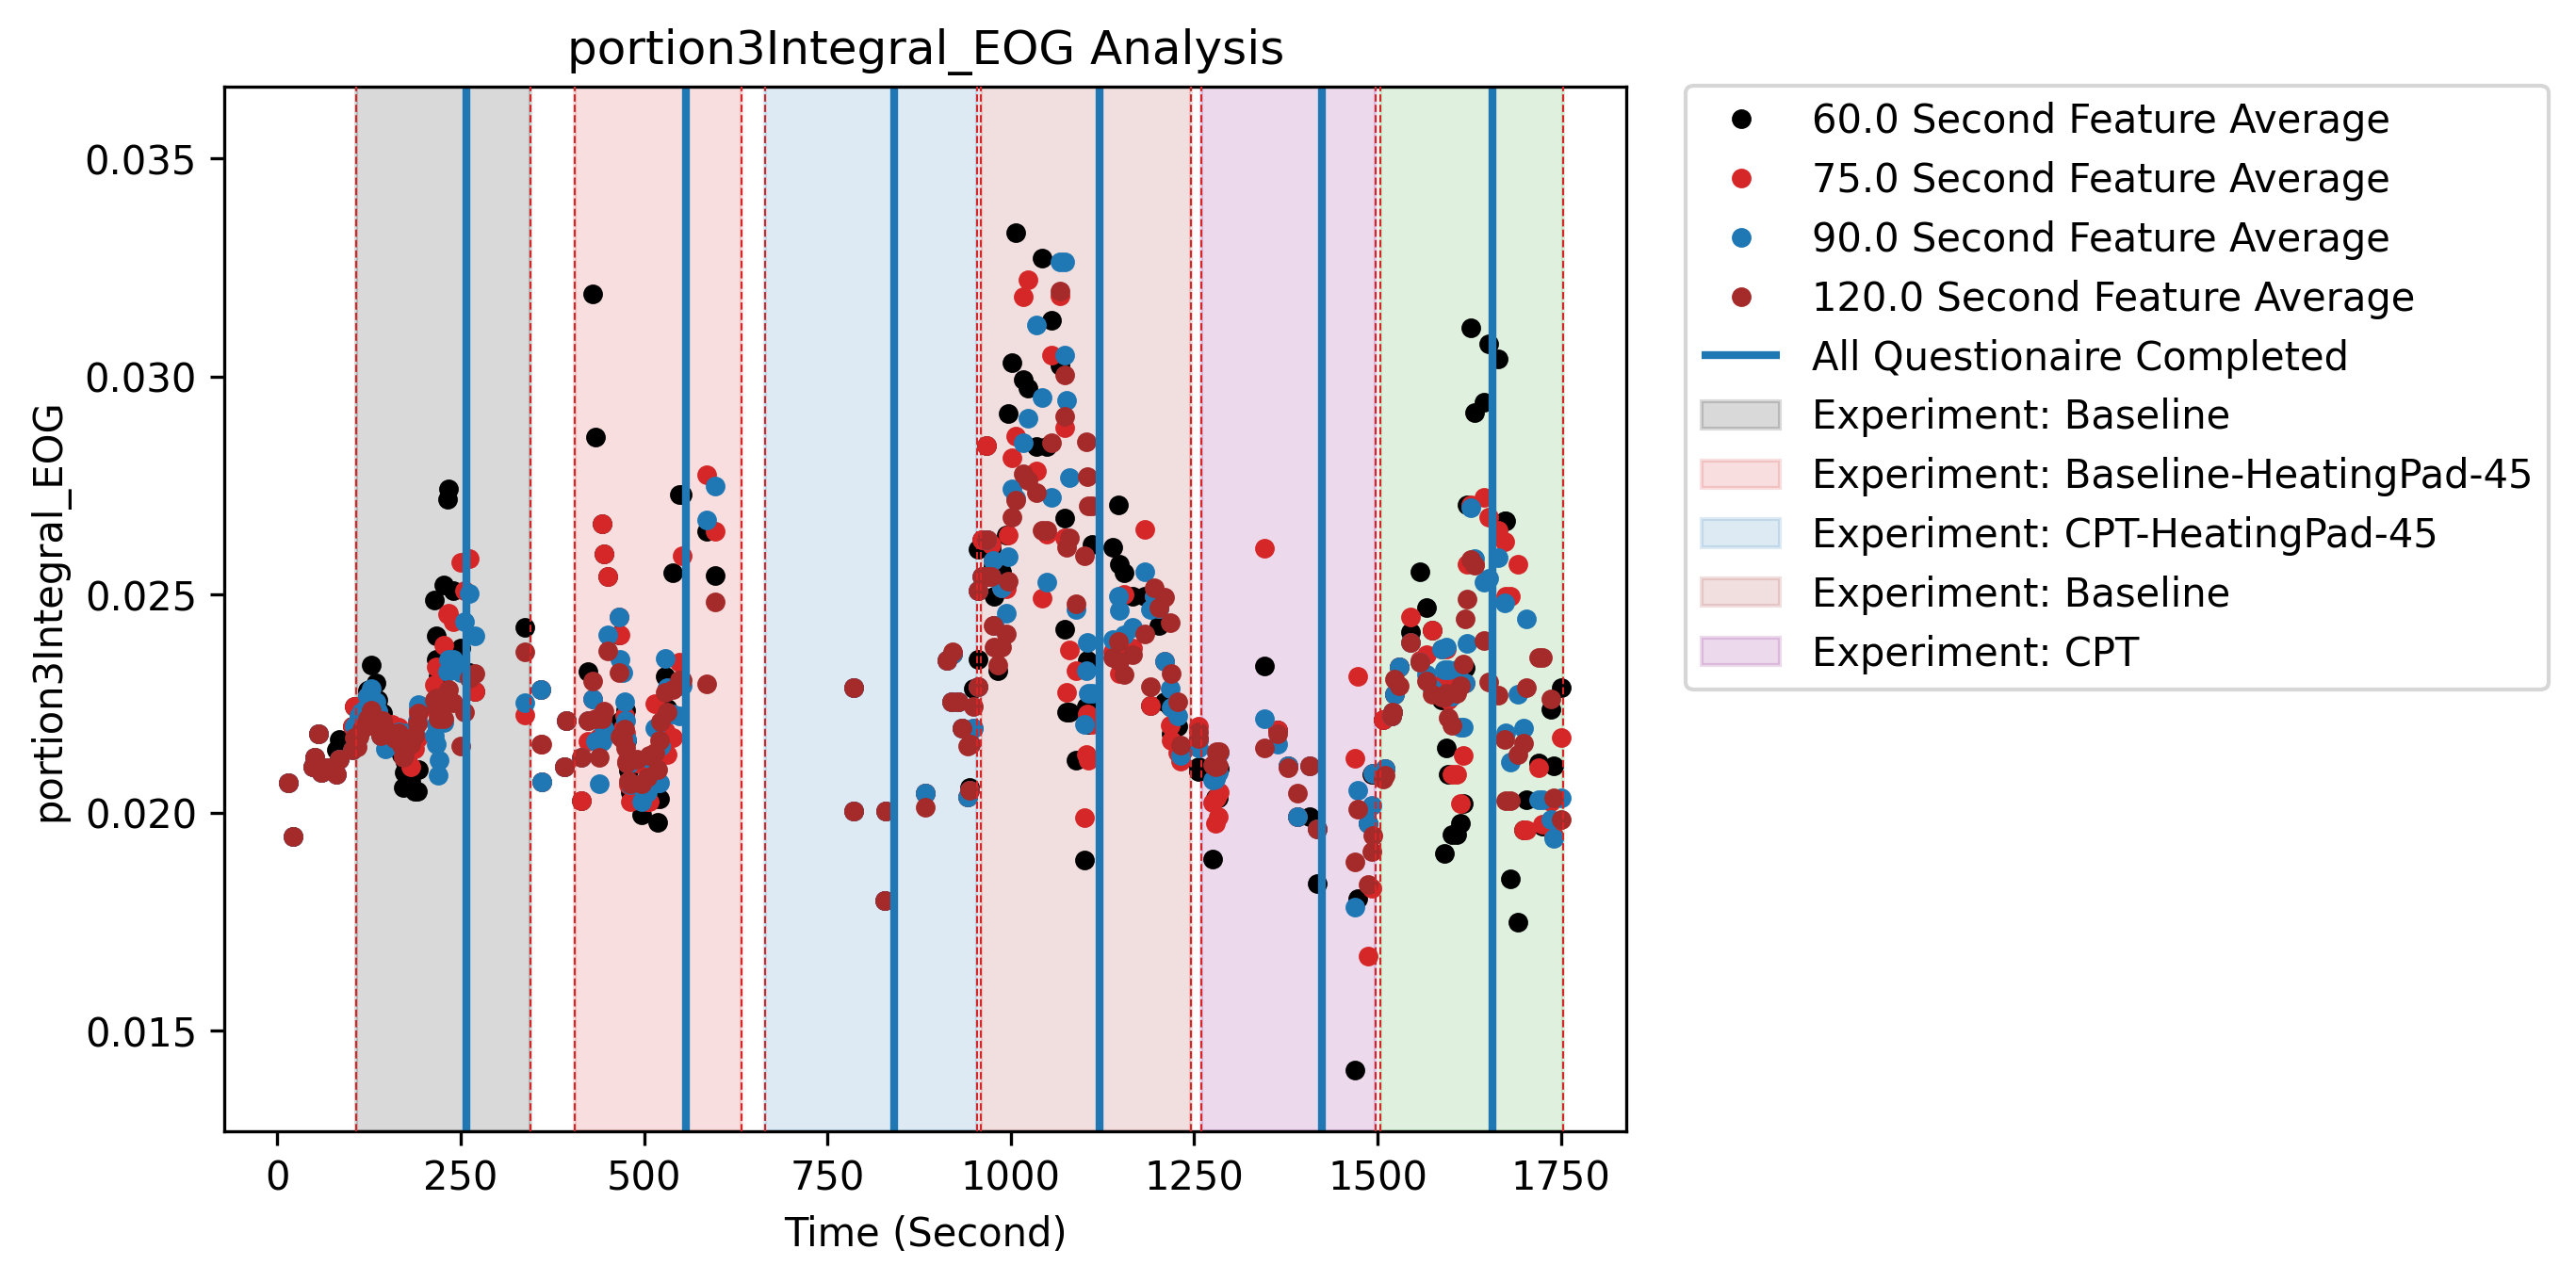 portion3Integral_EOG Analysis
portion3Integral_EOG
0.035
0.030
0.025
0.020
0.015
0 250 500 750 1000 1250 1500 1750
Time (Second)
60.0 Second Feature Average
75.0 Second Feature Average
90.0 Second Feature Average
120.0 Second Feature Average
All Questionaire Completed
Experiment: Baseline
Experiment: Baseline-HeatingPad-45
Experiment: CPT-HeatingPad-45
Experiment: Baseline
Experiment: CPT